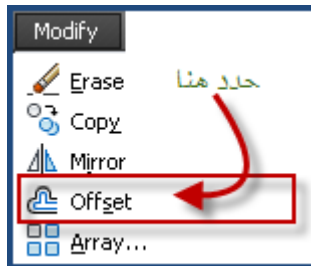 Modify
Erase
حدد هنا
Copy
Mirror
Offset
Array...